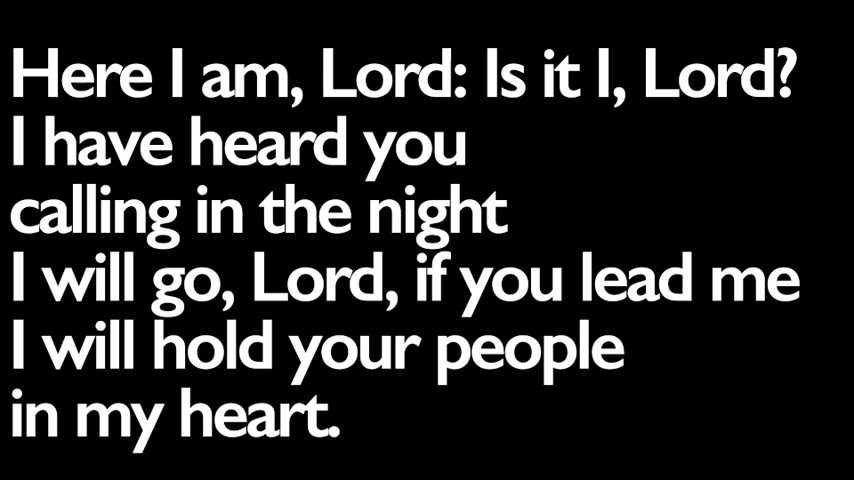 Here I am, Lord: Is it I, Lord?
I have heard you
calling in the night
I will go, Lord, if you lead me
I will hold your people
in my heart.